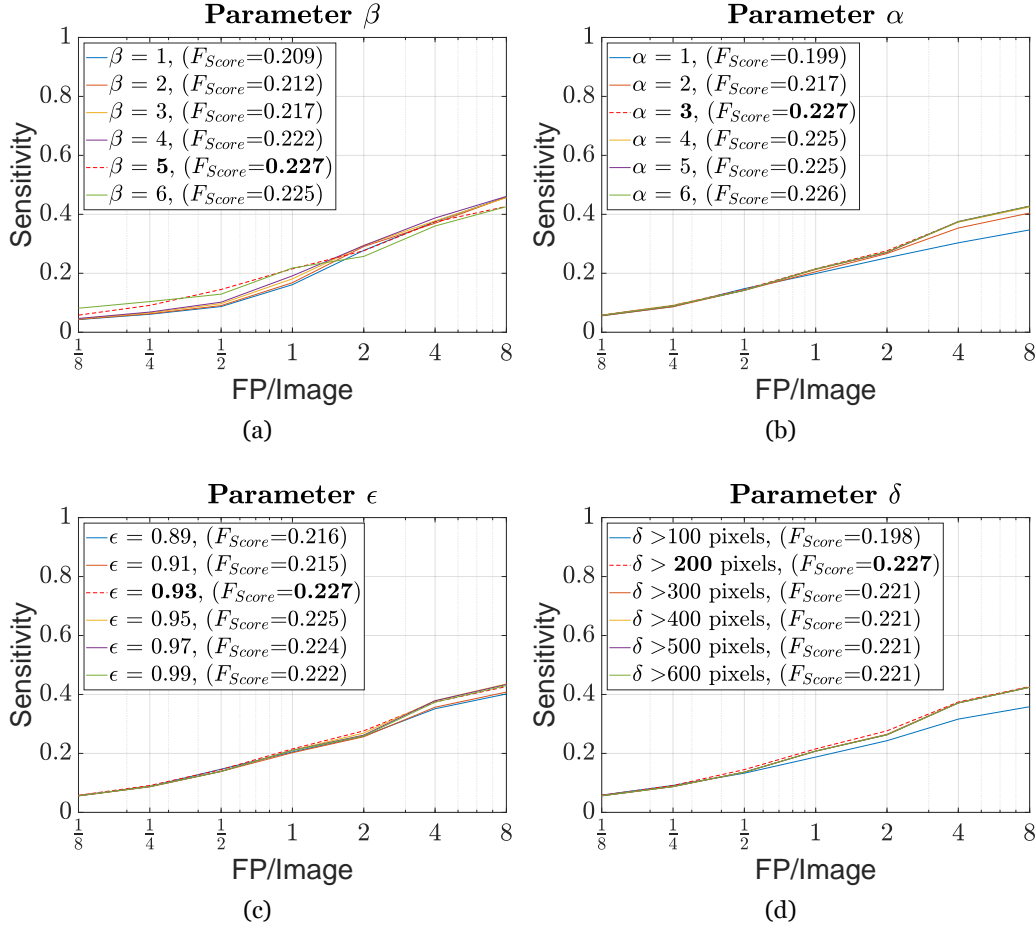 Parameter β
1
0.8
0.6
0.4
0.2
0
Sensitivity
β = 1, (F_Score=0.209)
β = 2, (F_Score=0.212)
β = 3, (F_Score=0.217)
β = 4, (F_Score=0.222)
β = 5, (F_Score=0.227)
β = 6, (F_Score=0.225)
1/8 1/4 1/2 1 2 4 8
FP/Image
(a)
Parameter α
1
0.8
0.6
0.4
0.2
0
Sensitivity
α = 1, (F_Score=0.199)
α = 2, (F_Score=0.217)
α = 3, (F_Score=0.227)
α = 4, (F_Score=0.225)
α = 5, (F_Score=0.225)
α = 6, (F_Score=0.226)
1/8 1/4 1/2 1 2 4 8
FP/Image
(b)
Parameter ϵ
1
0.8
0.6
0.4
0.2
0
Sensitivity
ϵ = 0.89, (F_Score=0.216)
ϵ = 0.91, (F_Score=0.215)
ϵ = 0.93, (F_Score=0.227)
ϵ = 0.95, (F_Score=0.225)
ϵ = 0.97, (F_Score=0.224)
ϵ = 0.99, (F_Score=0.222)
1/8 1/4 1/2 1 2 4 8
FP/Image
(c)
Parameter δ
1
0.8
0.6
0.4
0.2
0
Sensitivity
δ >100 pixels, (F_Score=0.198)
δ > 200 pixels, (F_Score=0.227)
δ >300 pixels, (F_Score=0.221)
δ >400 pixels, (F_Score=0.221)
δ >500 pixels, (F_Score=0.221)
δ >600 pixels, (F_Score=0.221)
1/8 1/4 1/2 1 2 4 8
FP/Image
(d)